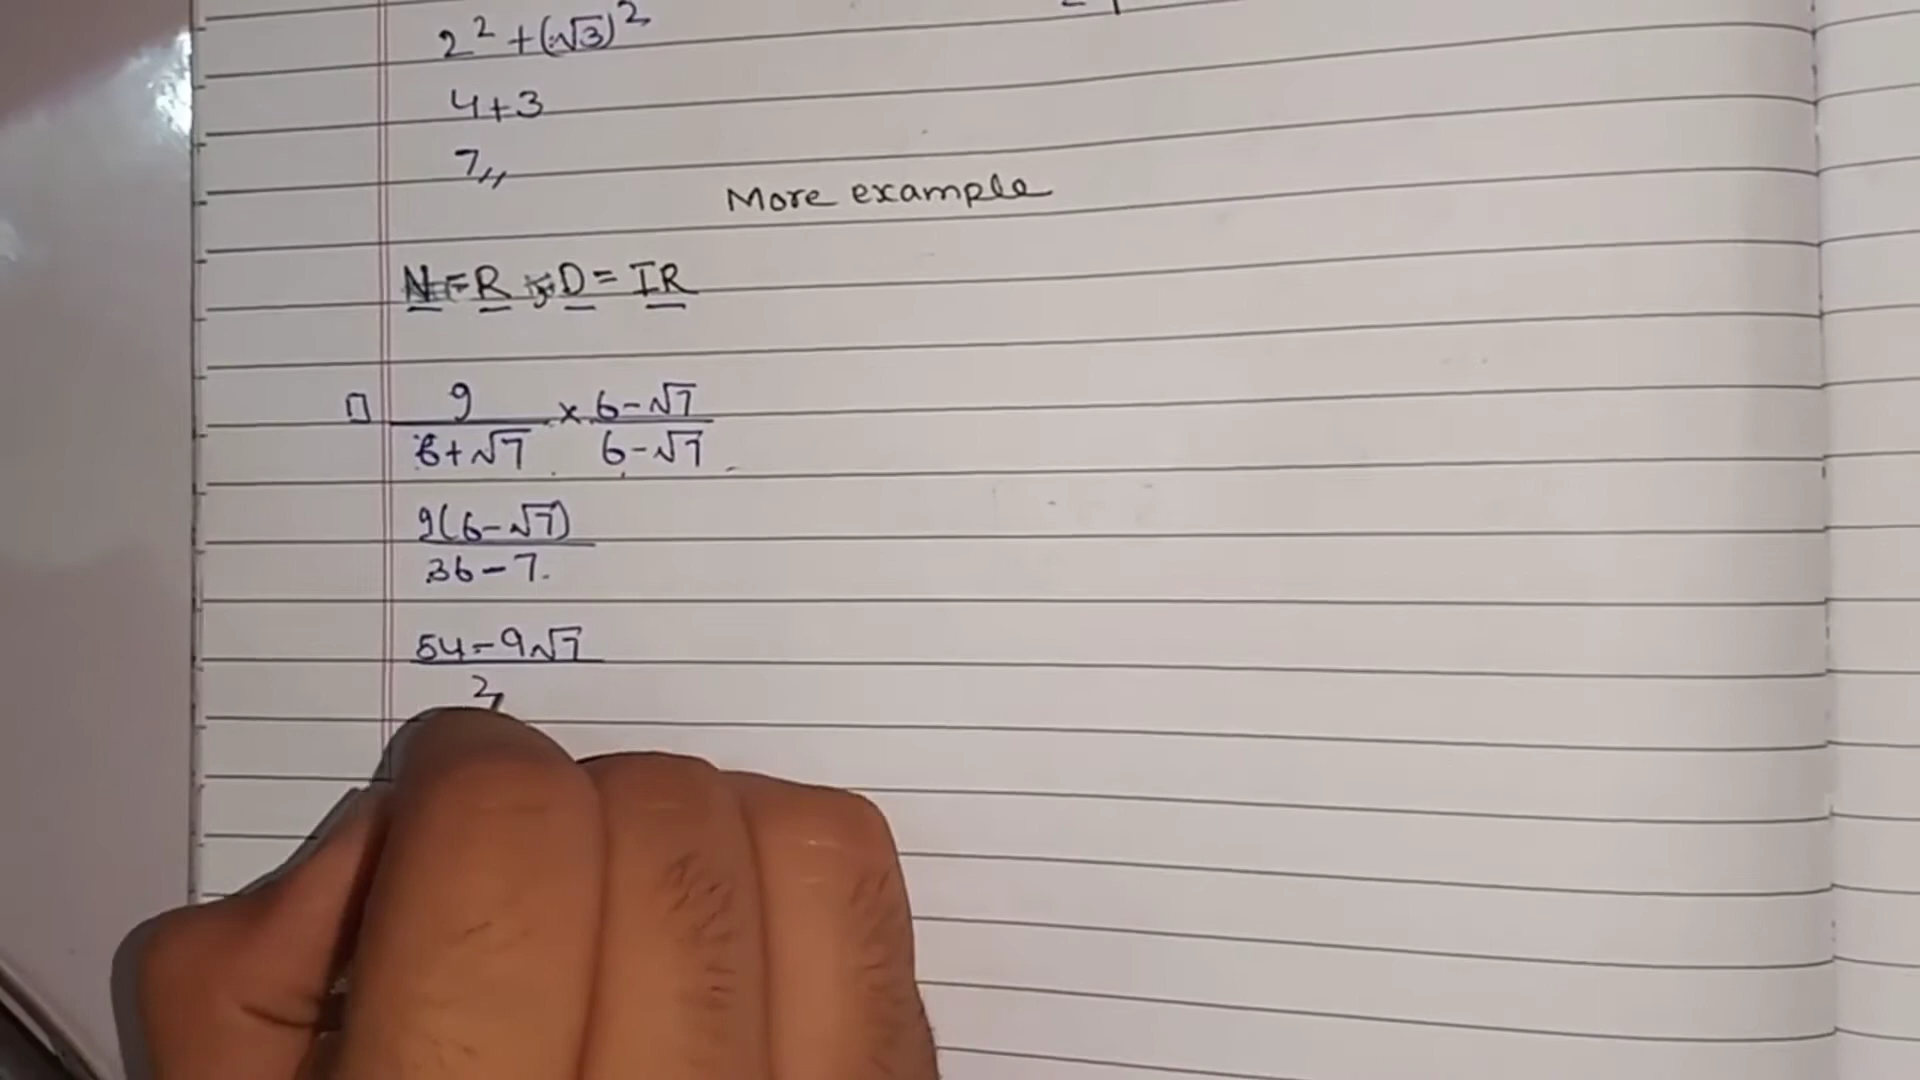 2² + (√3)²
4+3
7,,
More example
N = R ; D = IR
9 / 6+√7 × 6-√7 / 6-√7
9(6-√7) / 36-7
54-9√7 / 2